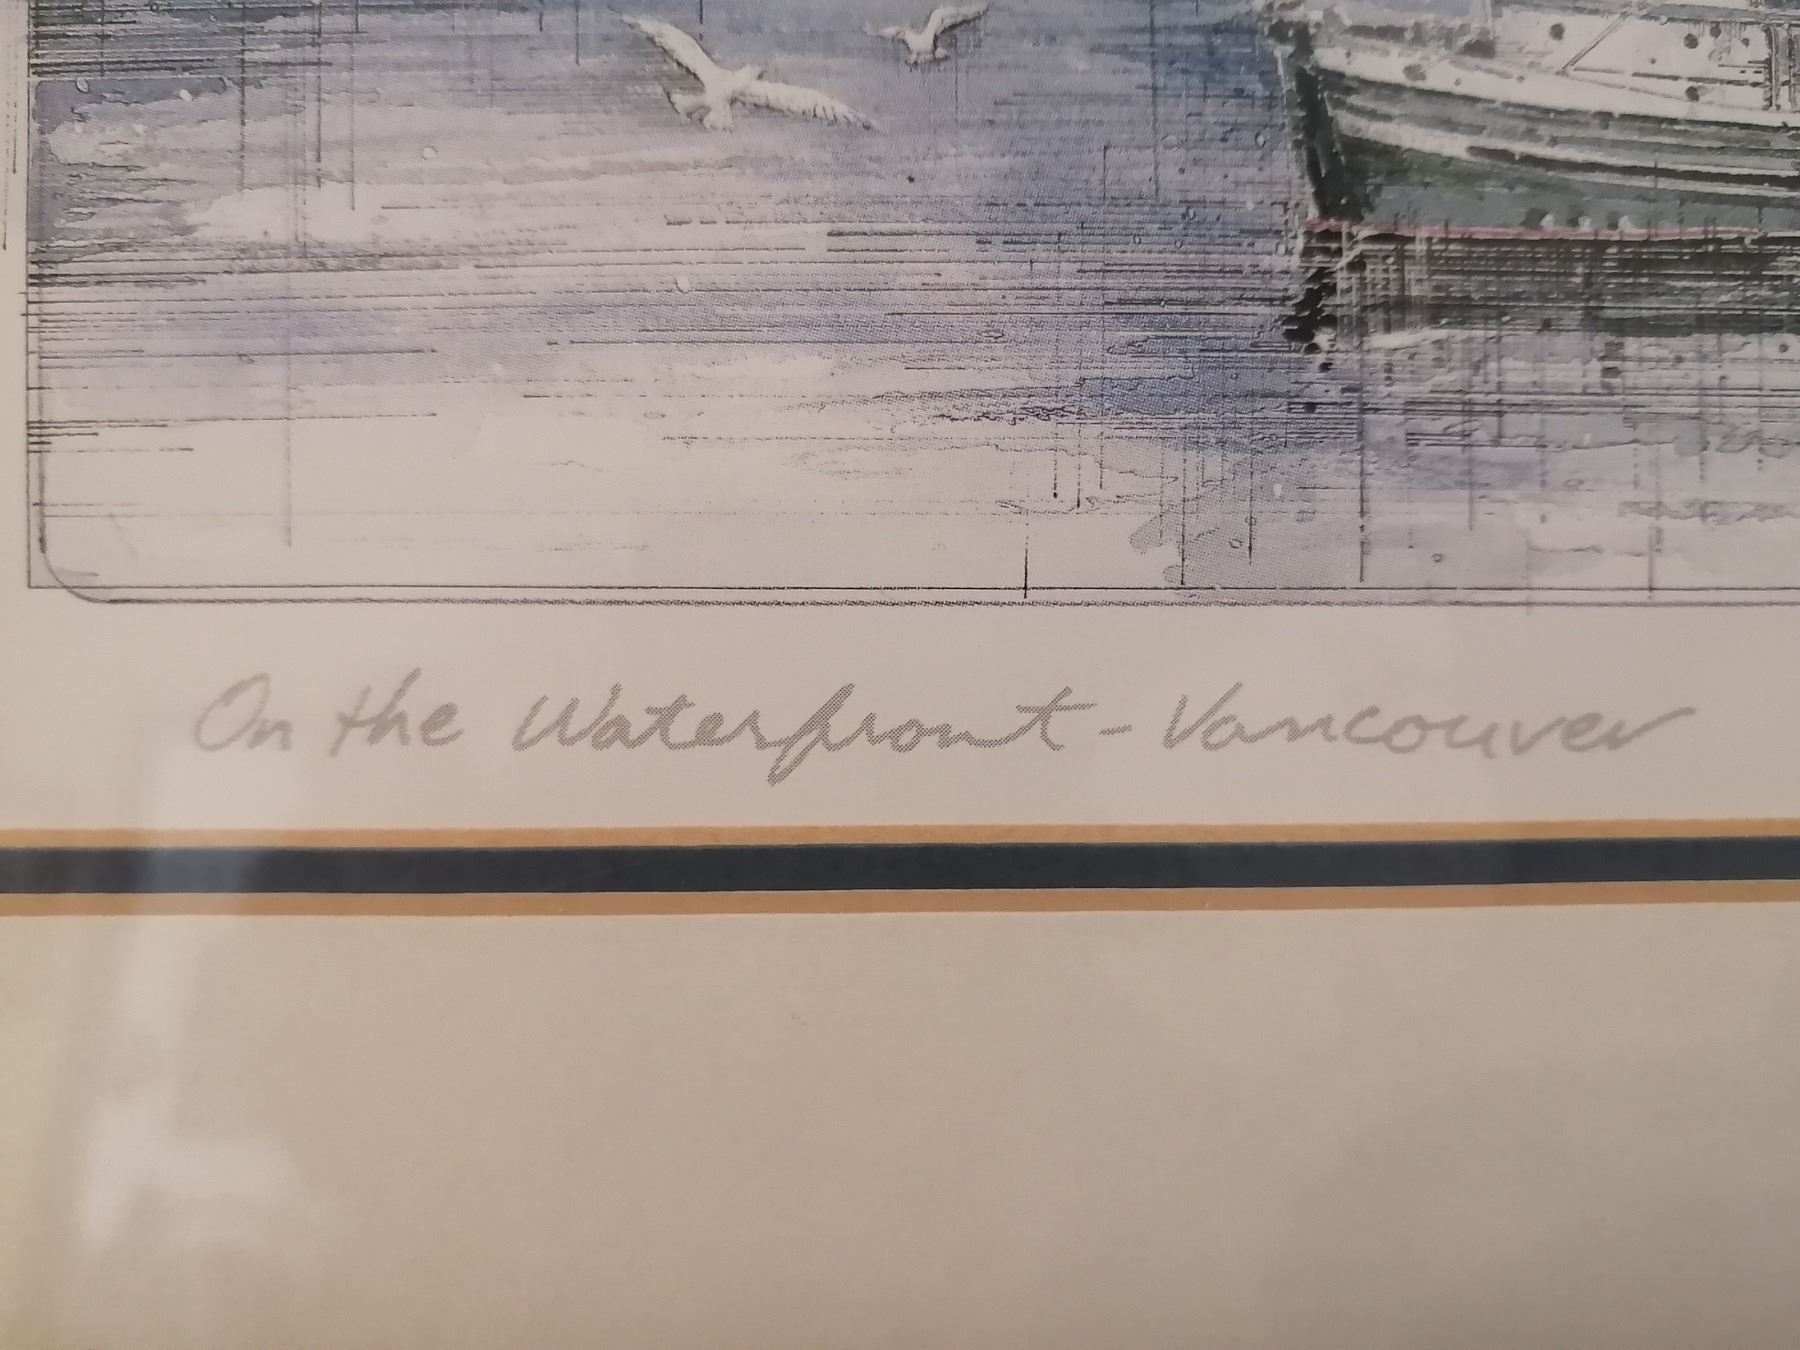 On the Waterfront - Vancouver